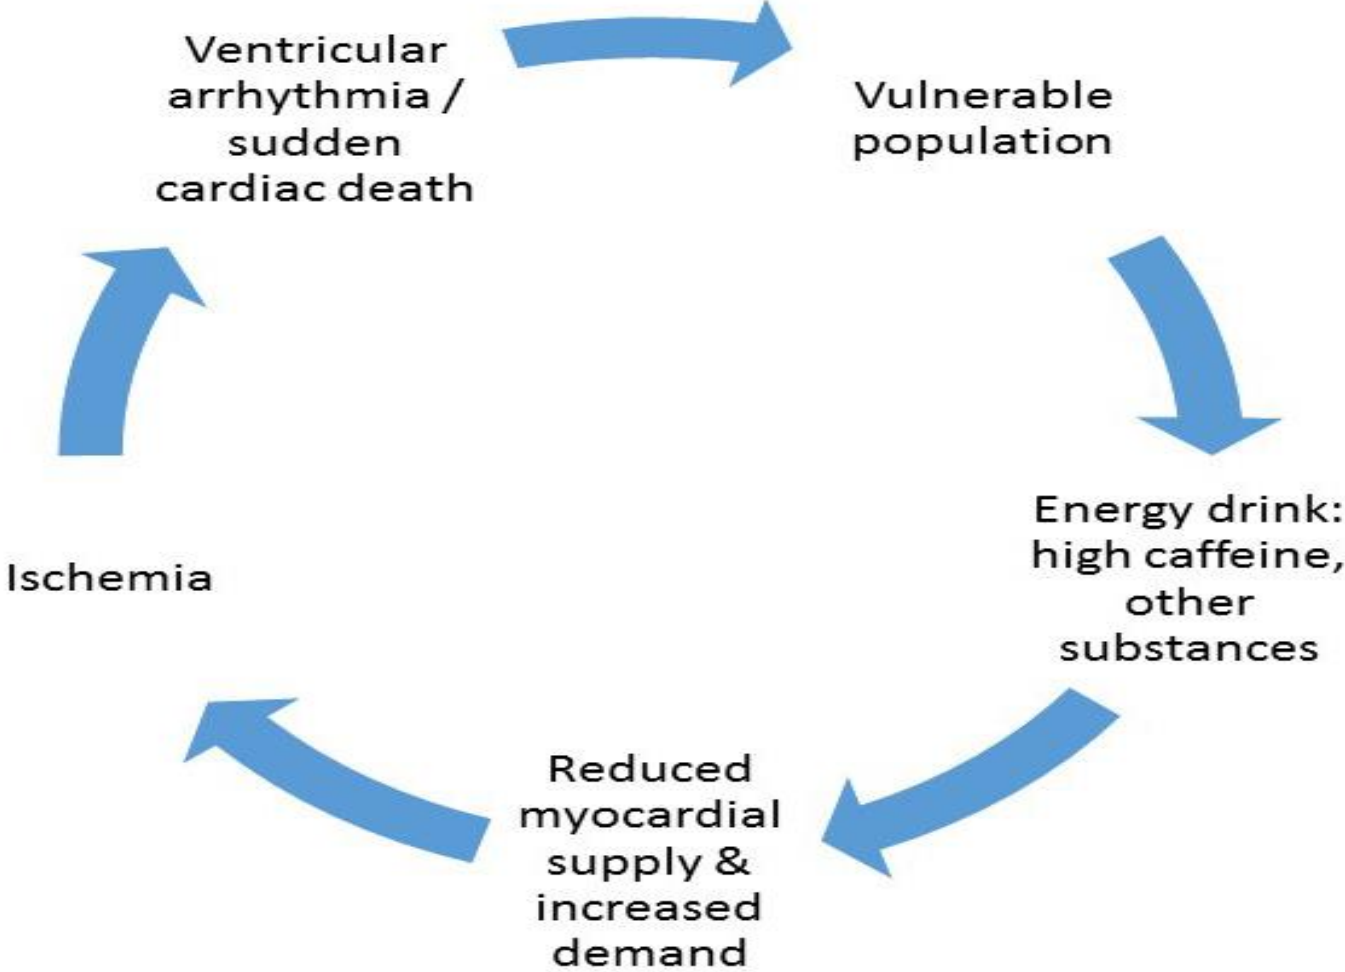 Ventricular
arrhythmia /
sudden
cardiac death
Vulnerable
population
Energy drink:
high caffeine,
other
substances
Reduced
myocardial
supply &
increased
demand
Ischemia